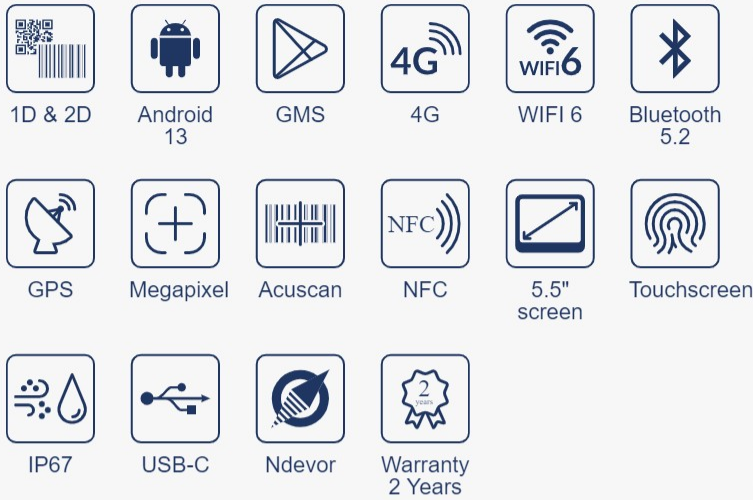 4G
WIFI6
1D & 2D
Android
13
GMS
4G
WIFI 6
Bluetooth
5.2
NFC
GPS
Megapixel
Acuscan
NFC
5.5"
screen
Touchscreen
2
years
IP67
USB-C
Ndevor
Warranty
2 Years